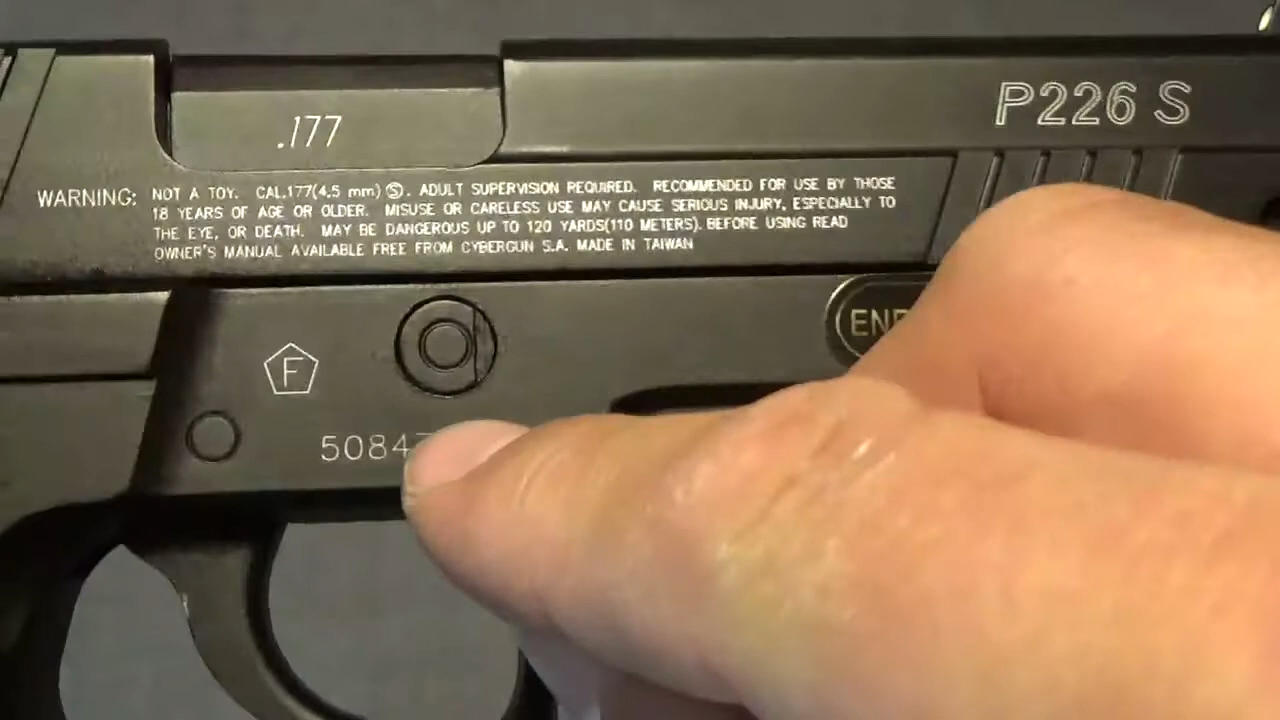 P226 S
.177
WARNING: NOT A TOY. CAL.177(4.5 mm) Ⓢ. ADULT SUPERVISION REQUIRED. RECOMMENDED FOR USE BY THOSE
18 YEARS OF AGE OR OLDER. MISUSE OR CARELESS USE MAY CAUSE SERIOUS INJURY, ESPECIALLY TO
THE EYE, OR DEATH. MAY BE DANGEROUS UP TO 120 YARDS(110 METERS). BEFORE USING READ
OWNER'S MANUAL AVAILABLE FREE FROM CYBERGUN S.A. MADE IN TAIWAN
F